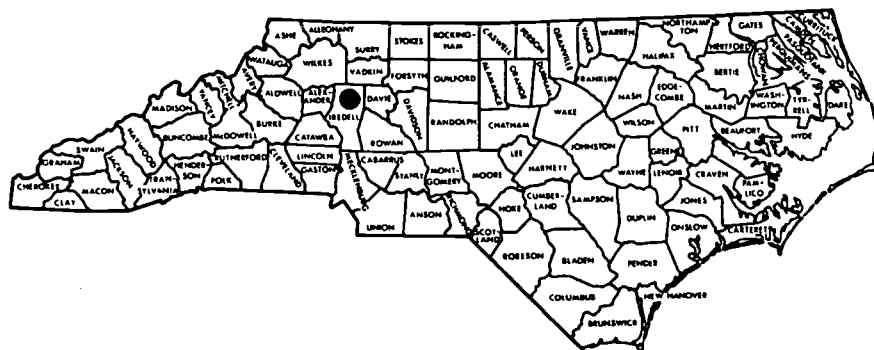 ASHE
ALLEGHANY
SURRY
STOKES
ROCKING-
HAM
CASWELL
PERSON
GRANVILLE
VANCE
WARREN
NORTHAMP-
TON
GATES
HERTFORD
CURRITUCK
WATAUGA
WILKES
YADKIN
FORSYTH
GUILFORD
ALAMANCE
ORANGE
DURHAM
FRANKLIN
HALIFAX
BERTIE
CHOWAN
AVERY
MITCHELL
YANCEY
MADISON
ALDWELL
ALEX-
ANDER
IREDELL
DAVIE
DAVIDSON
RANDOLPH
CHATHAM
WAKE
NASH
EDGE-
COMBE
MARTIN
WASH-
INGTON
TYR-
RELL
DARE
BUNCOMBE
McDOWELL
BURKE
CATAWBA
ROWAN
WILSON
PITT
BEAUFORT
HYDE
HAYWOOD
SWAIN
GRAHAM
CHEROKEE
CLAY
MACON
JACKSON
TRAN-
SYLVANIA
HENDER-
SON
POLK
RUTHERFORD
CLEVELAND
LINCOLN
GASTON
MECKLENBURG
CABARRUS
STANLY
MONT-
GOMERY
MOORE
LEE
HARNETT
JOHNSTON
WAYNE
GREENE
LENOIR
CRAVEN
PAM-
LICO
JONES
CARTERET
UNION
ANSON
RICHMOND
SCOT-
LAND
HOKE
CUMBER-
LAND
SAMPSON
DUPLIN
ONSLOW
ROBESON
BLADEN
PENDER
COLUMBUS
NEW HANOVER
BRUNSWICK